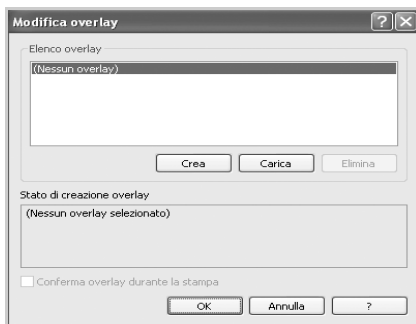 Modifica overlay
Elenco overlay
(Nessun overlay)
Crea Carica Elimina
Stato di creazione overlay
(Nessun overlay selezionato)
Conferma overlay durante la stampa
OK Annulla ?